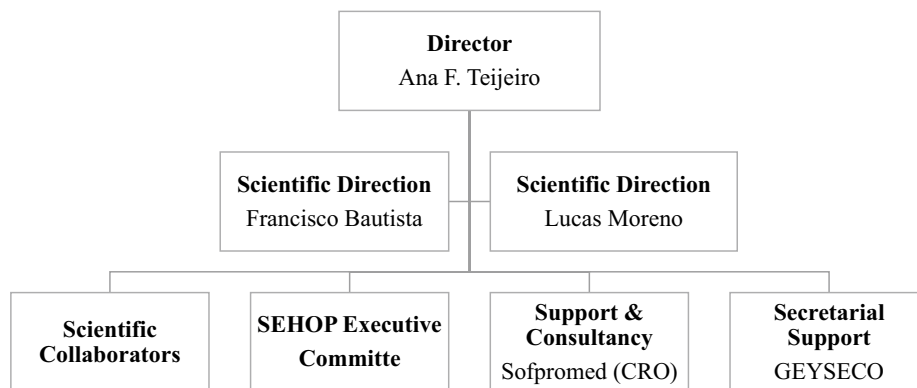 Director
Ana F. Teijeiro
Scientific Direction
Francisco Bautista
Scientific Direction
Lucas Moreno
Scientific
Collaborators
SEHOP Executive
Committe
Support &
Consultancy
Sofpromed (CRO)
Secretarial
Support
GEYSECO